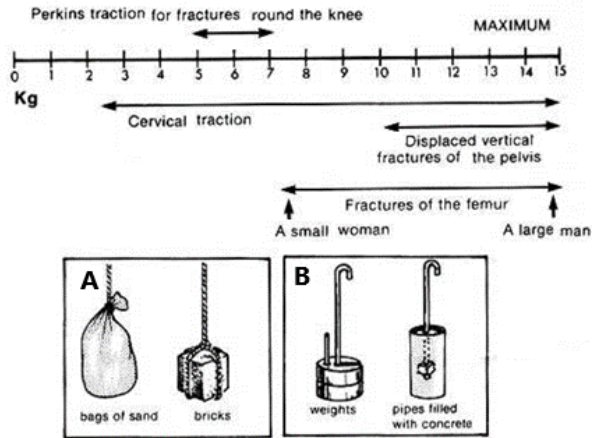 Perkins traction for fractures round the knee
MAXIMUM
0 1 2 3 4 5 6 7 8 9 10 11 12 13 14 15
Kg
Cervical traction
Displaced vertical
fractures of the pelvis
Fractures of the femur
A small woman
A large man
A
bags of sand
bricks
B
weights
pipes filled
with concrete